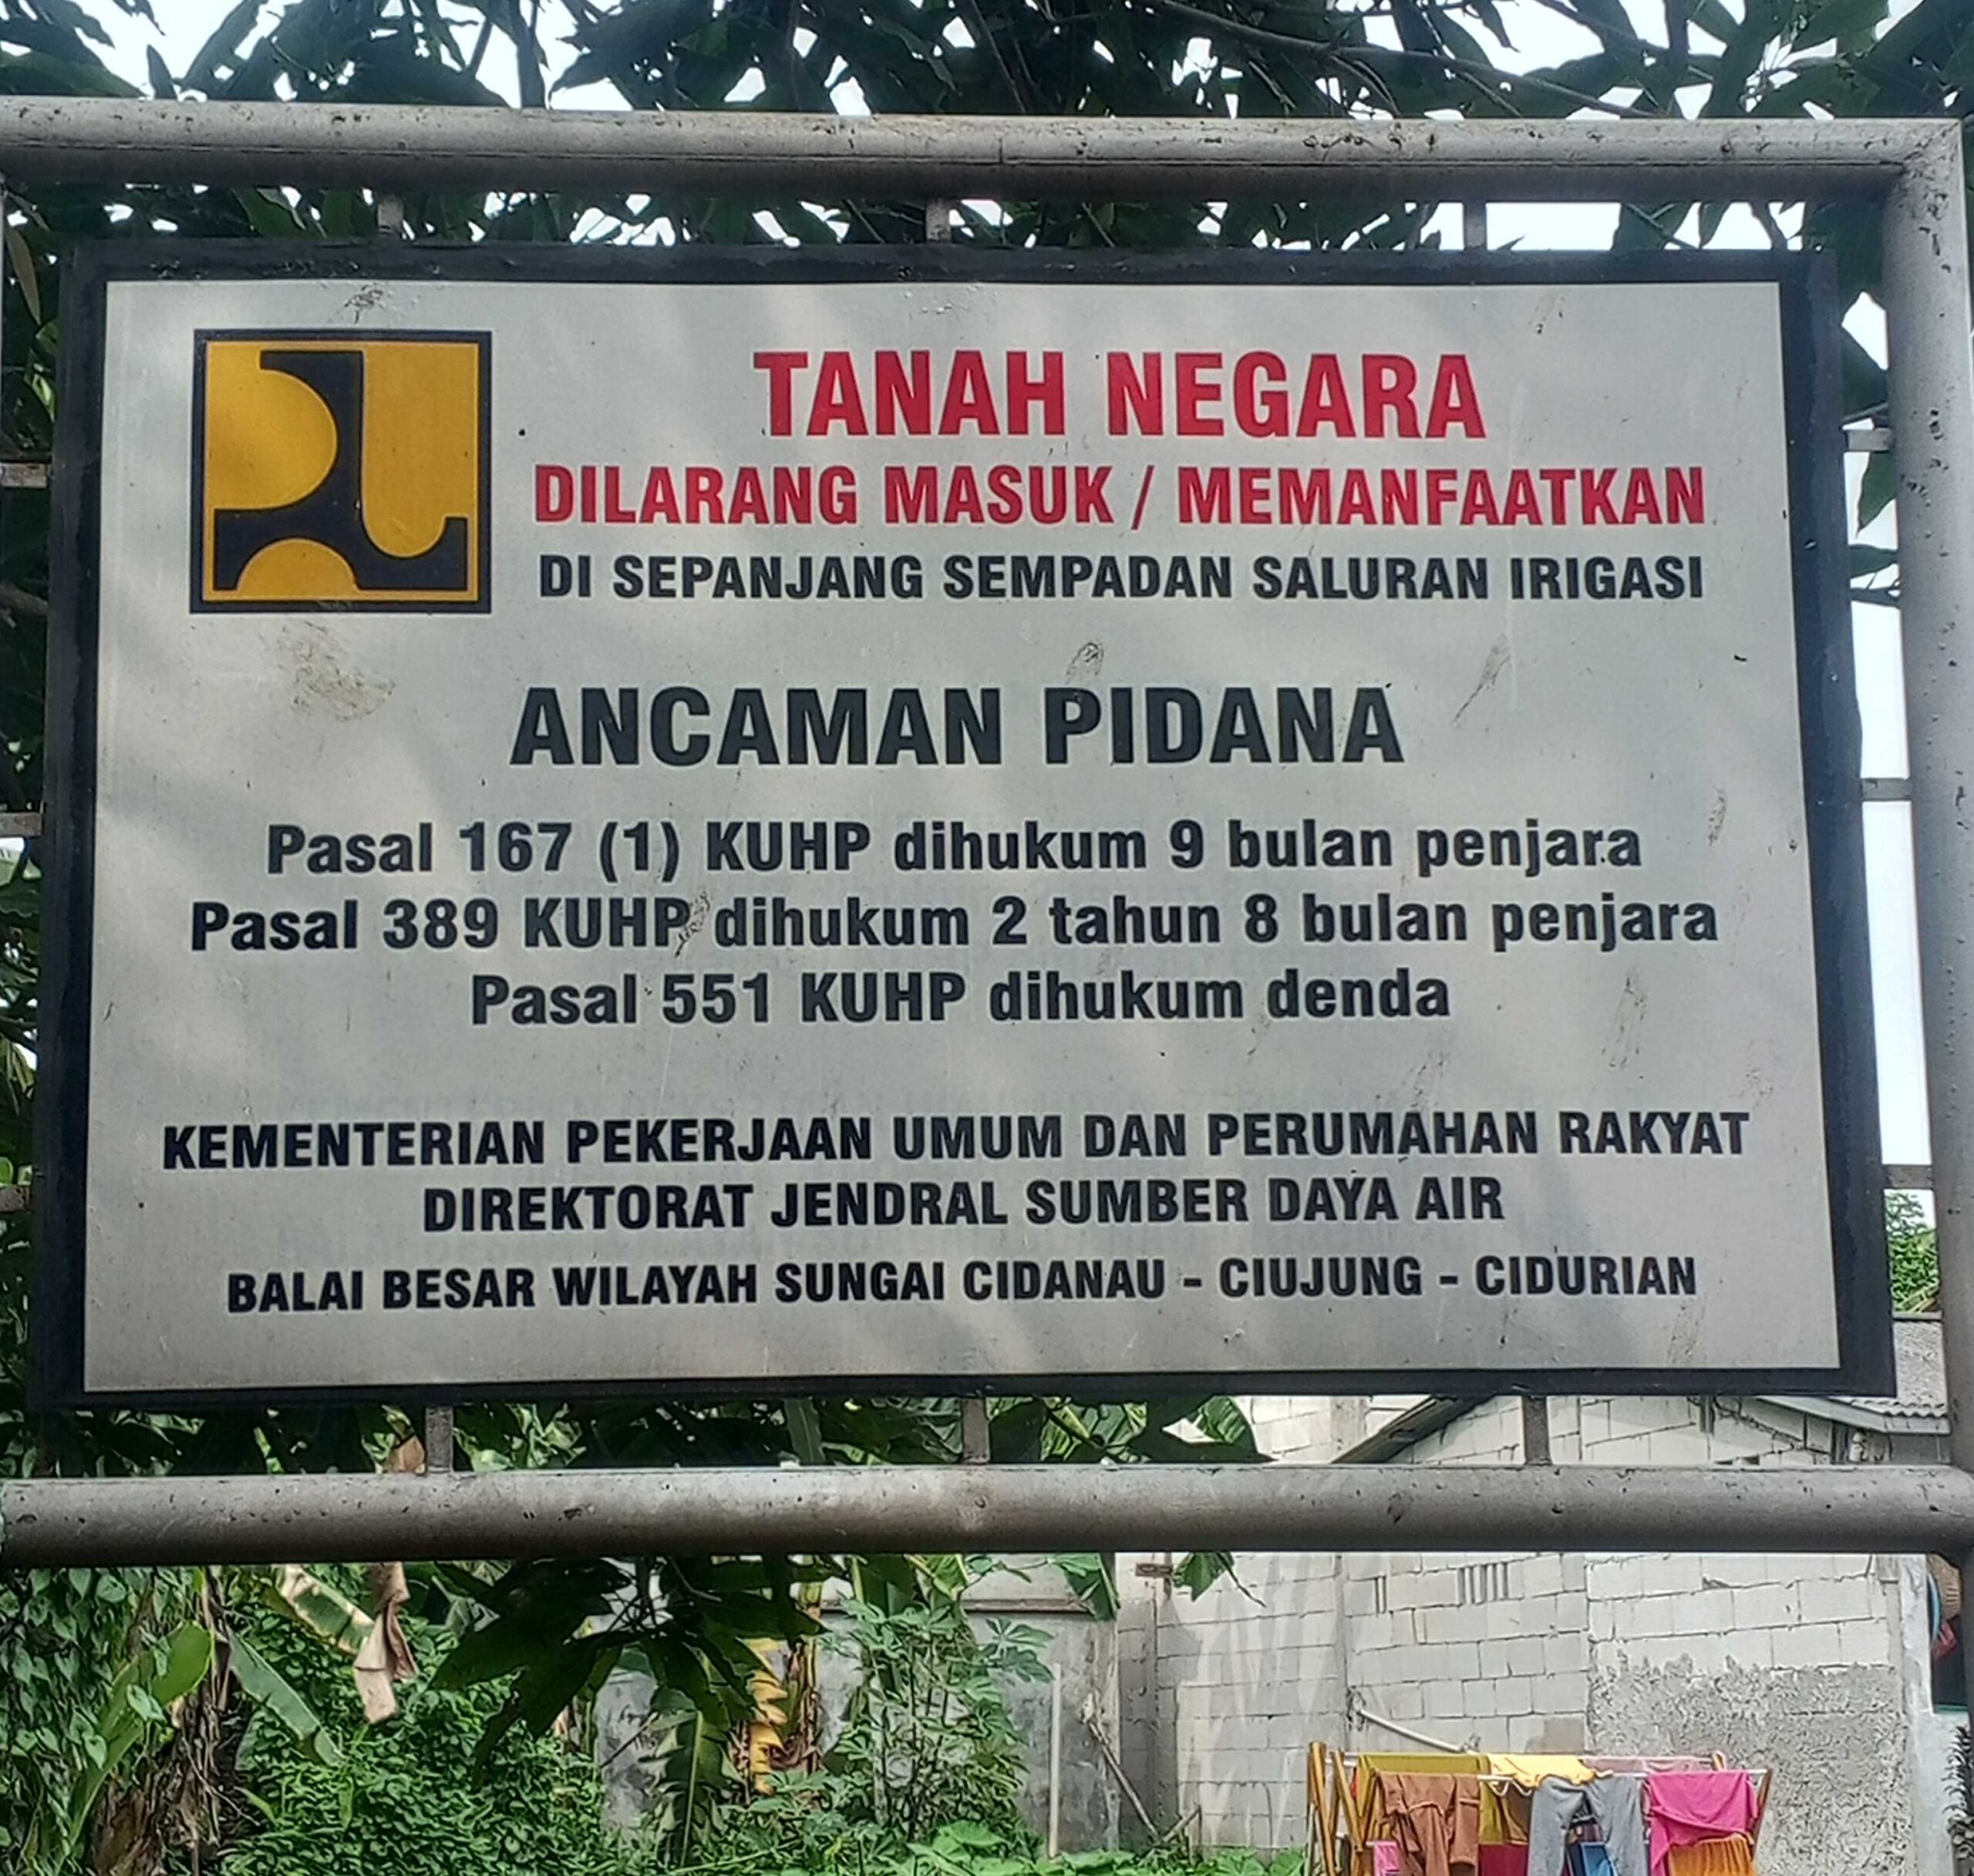 TANAH NEGARA
DILARANG MASUK / MEMANFAATKAN
DI SEPANJANG SEMPADAN SALURAN IRIGASI
ANCAMAN PIDANA
Pasal 167 (1) KUHP dihukum 9 bulan penjara
Pasal 389 KUHP dihukum 2 tahun 8 bulan penjara
Pasal 551 KUHP dihukum denda
KEMENTERIAN PEKERJAAN UMUM DAN PERUMAHAN RAKYAT
DIREKTORAT JENDRAL SUMBER DAYA AIR
BALAI BESAR WILAYAH SUNGAI CIDANAU - CIUJUNG - CIDURIAN